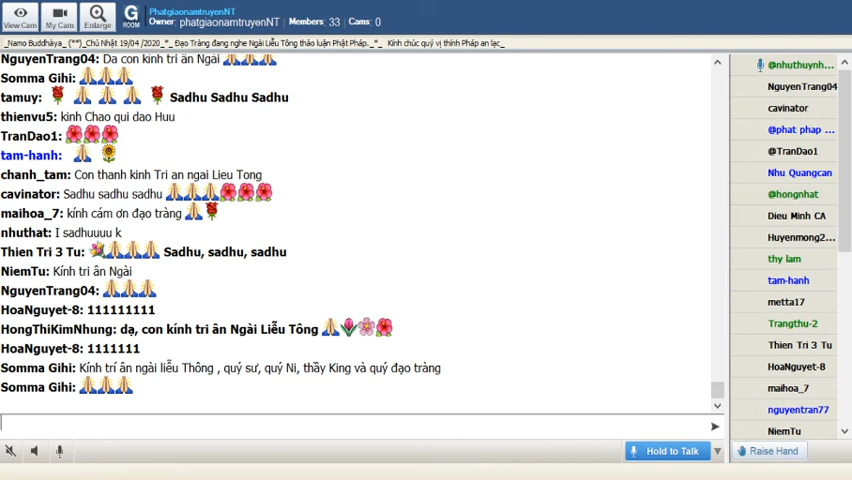 View Cam
My Cam
Enlarge
G
ROOM
PhatgiaonamtruyenNT
Owner: phatgiaonamtruyenNT | Members: 33 | Cams: 0
_Namo Buddhàya_ (**)_Chủ Nhật 19/04 /2020_*_ Đạo Tràng đang nghe Ngài Liễu Tông thảo luận Phật Pháp._*_ Kính chúc quý vị thính Pháp an lạc_
NguyenTrang04: Da con kinh tri ân Ngài
Somma Gihi:
tamuy: Sadhu Sadhu Sadhu
thienvu5: kinh Chao qui dao Huu
TranDao1:
tam-hanh:
chanh_tam: Con thanh kinh Tri an ngai Lieu Tong
cavinator: Sadhu sadhu sadhu
maihoa_7: kính cám ơn đạo tràng
nhuthat: I sadhuuuu k
Thien Tri 3 Tu: Sadhu, sadhu, sadhu
NiemTu: Kính tri ân Ngài
NguyenTrang04:
HoaNguyet-8: 111111111
HongThiKimNhung: dạ, con kính tri ân Ngài Liễu Tông
HoaNguyet-8: 1111111
Somma Gihi: Kính trí ân ngài liễu Thông , quý sư, quý Ni, thầy King và quý đạo tràng
Somma Gihi:
Hold to Talk
@nhuthuynh...
NguyenTrang04
cavinator
@phat phap ...
@TranDao1
Nhu Quangcan
@hongnhat
Dieu Minh CA
Huyenmong2...
thy lam
tam-hanh
metta17
Trangthu-2
Thien Tri 3 Tu
HoaNguyet-8
maihoa_7
nguyentran77
NiemTu
Raise Hand